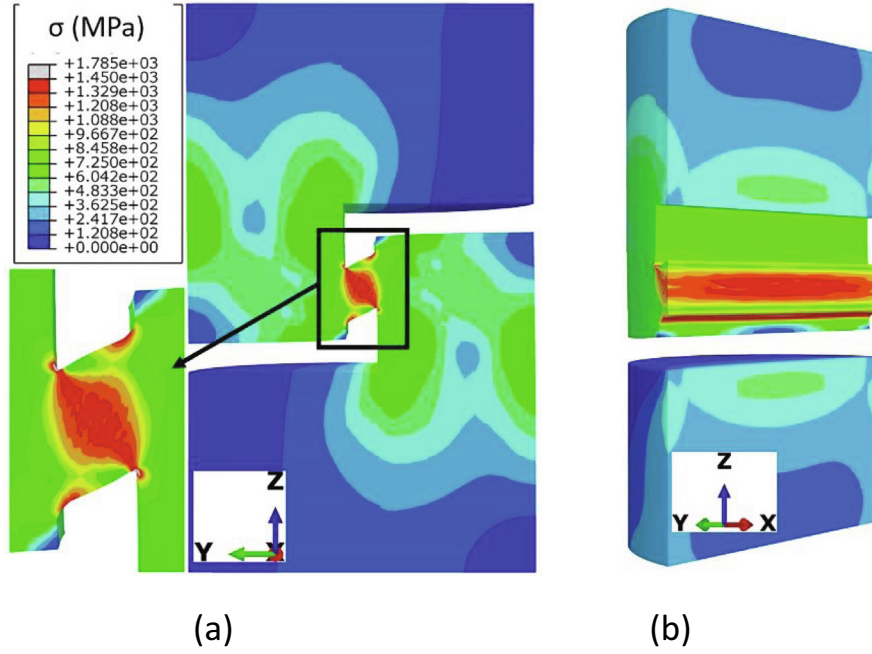 σ (MPa)
+1.785e+03
+1.450e+03
+1.329e+03
+1.208e+03
+1.088e+03
+9.667e+02
+8.458e+02
+7.250e+02
+6.042e+02
+4.833e+02
+3.625e+02
+2.417e+02
+1.208e+02
+0.000e+00
Z
Y
X
Z
Y
X
(a)
(b)